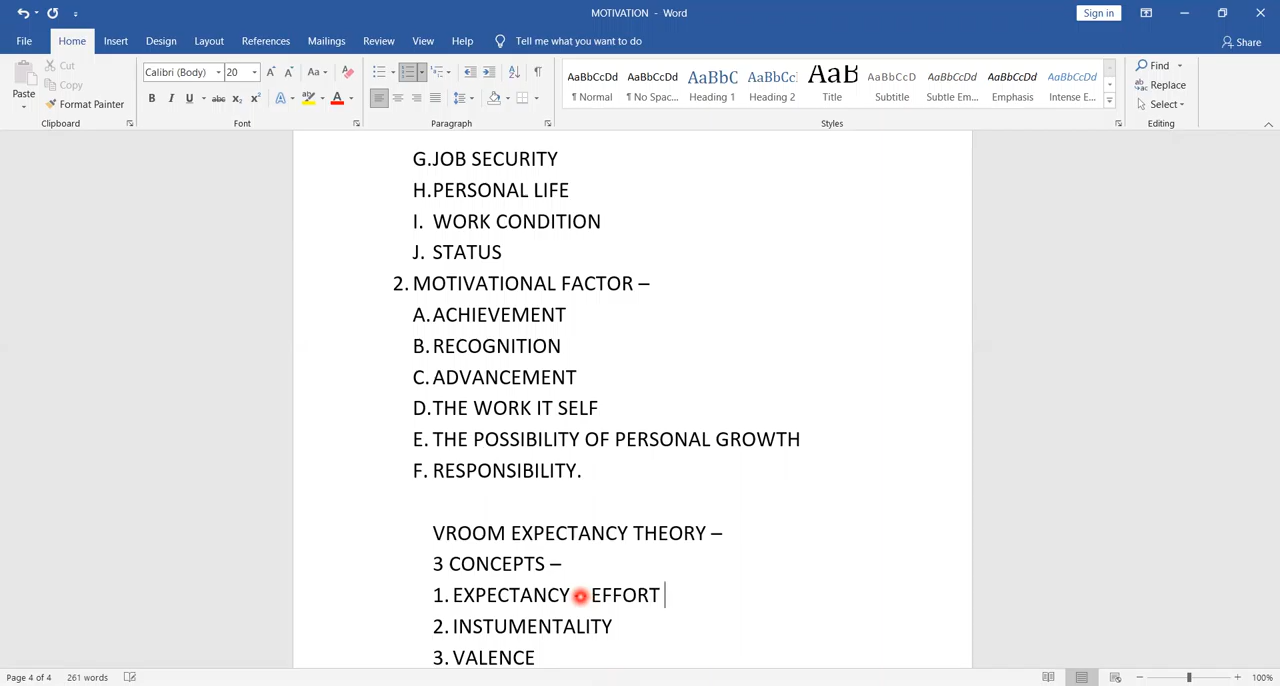 MOTIVATION - Word
Sign in
File Home Insert Design Layout References Mailings Review View Help Tell me what you want to do
Share
Paste
Cut
Copy
Format Painter
Clipboard
Calibri (Body) 20
Font
Paragraph
AaBbCcDd AaBbCcDd AaBbC AaBbCc AaB AaBbCcD AaBbCcDd AaBbCcDd AaBbCcDd
¶ Normal ¶ No Spac... Heading 1 Heading 2 Title Subtitle Subtle Em... Emphasis Intense E...
Styles
Find
Replace
Select
Editing
G.JOB SECURITY
H.PERSONAL LIFE
I. WORK CONDITION
J. STATUS
2. MOTIVATIONAL FACTOR –
A.ACHIEVEMENT
B.RECOGNITION
C.ADVANCEMENT
D.THE WORK IT SELF
E. THE POSSIBILITY OF PERSONAL GROWTH
F. RESPONSIBILITY.
VROOM EXPECTANCY THEORY –
3 CONCEPTS –
1. EXPECTANCY EFFORT
2. INSTUMENTALITY
3. VALENCE
Page 4 of 4 261 words
100%